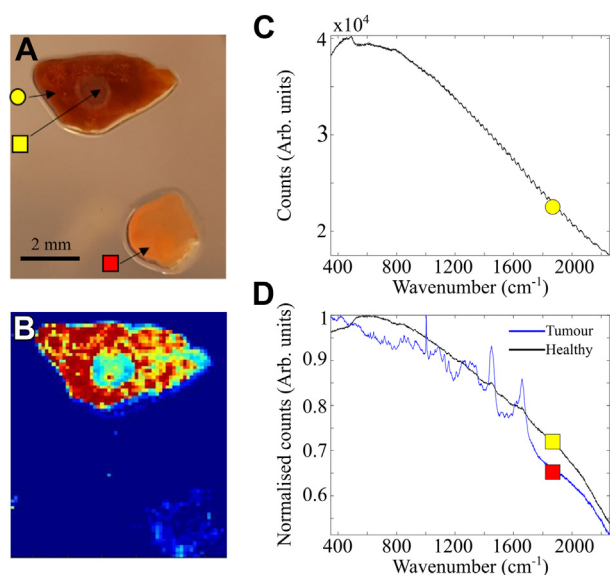 A
2 mm
B
C
x10⁴
4
3
2
Counts (Arb. units)
400 800 1200 1600 2000
Wavenumber (cm⁻¹)
D
1
0.9
0.8
0.7
0.6
Normalised counts (Arb. units)
Tumour
Healthy
400 800 1200 1600 2000
Wavenumber (cm⁻¹)